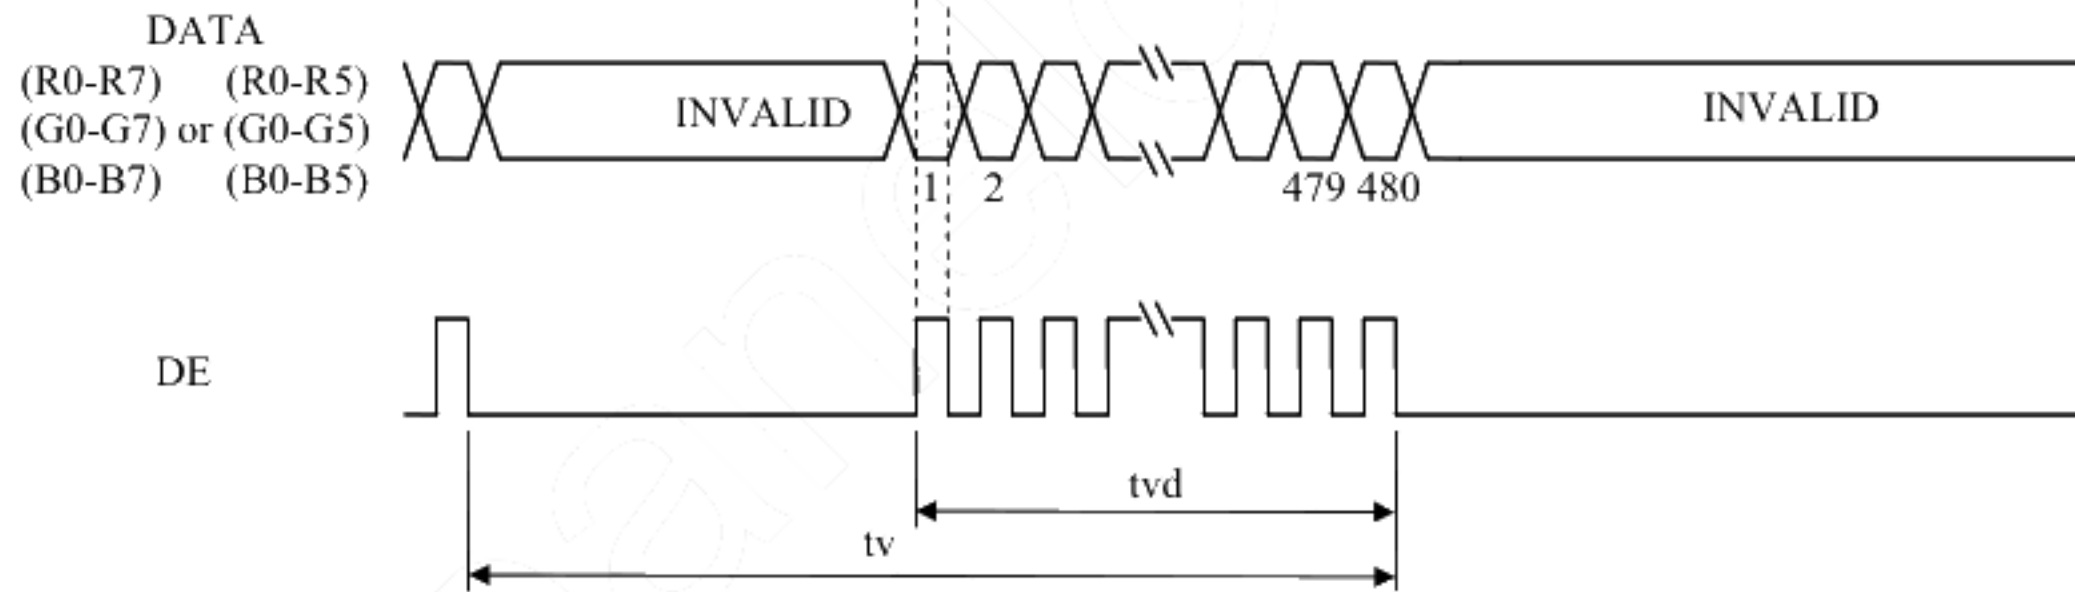 DATA
(R0-R7) (R0-R5)
(G0-G7) or (G0-G5)
(B0-B7) (B0-B5)
INVALID
INVALID
1 2 479 480
DE
tvd
tv